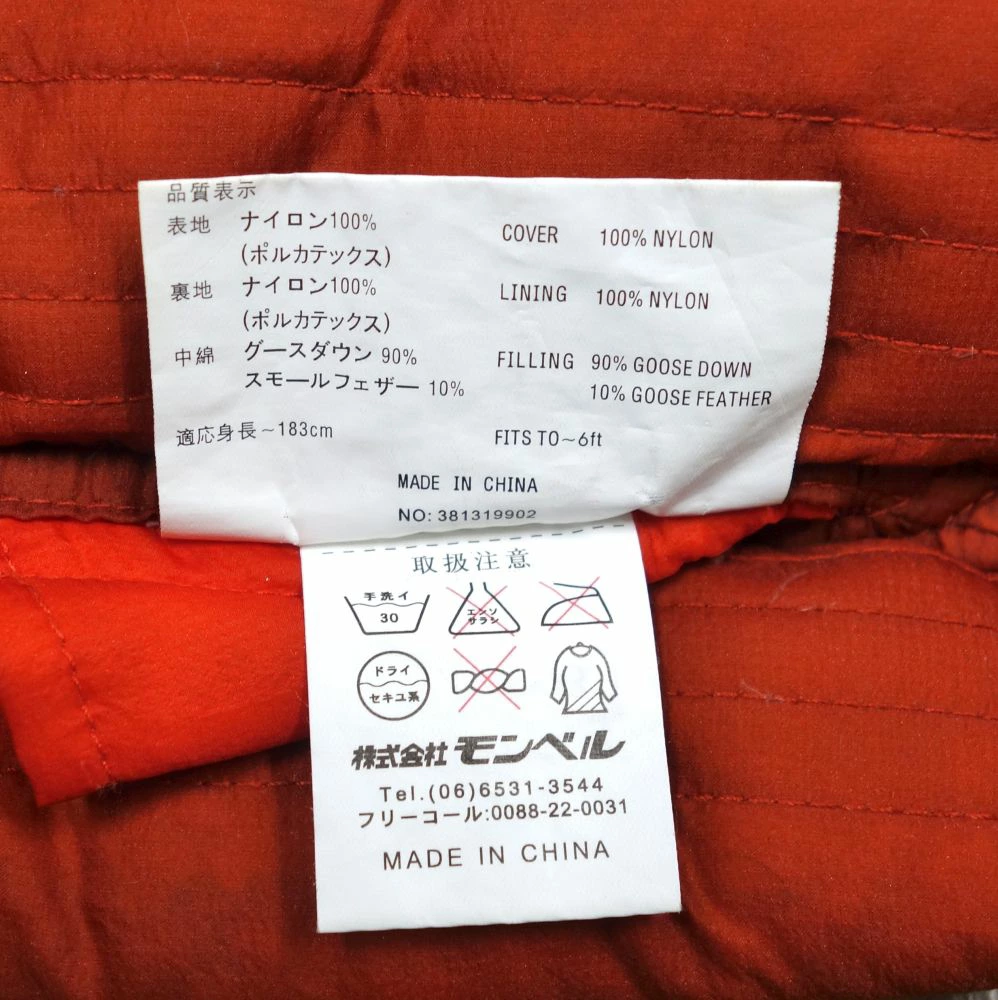 品質表示
表地 ナイロン100% COVER 100% NYLON
(ポルカテックス)
裏地 ナイロン100% LINING 100% NYLON
(ポルカテックス)
中綿 グースダウン 90% FILLING 90% GOOSE DOWN
スモールフェザー 10% 10% GOOSE FEATHER
適応身長~183cm FITS TO~6ft
MADE IN CHINA
NO: 381319902
取扱注意
手洗イ
30
エンソ
サラシ
ドライ
セキユ系
株式会社 モンベル
Tel.(06)6531-3544
フリーコール:0088-22-0031
MADE IN CHINA